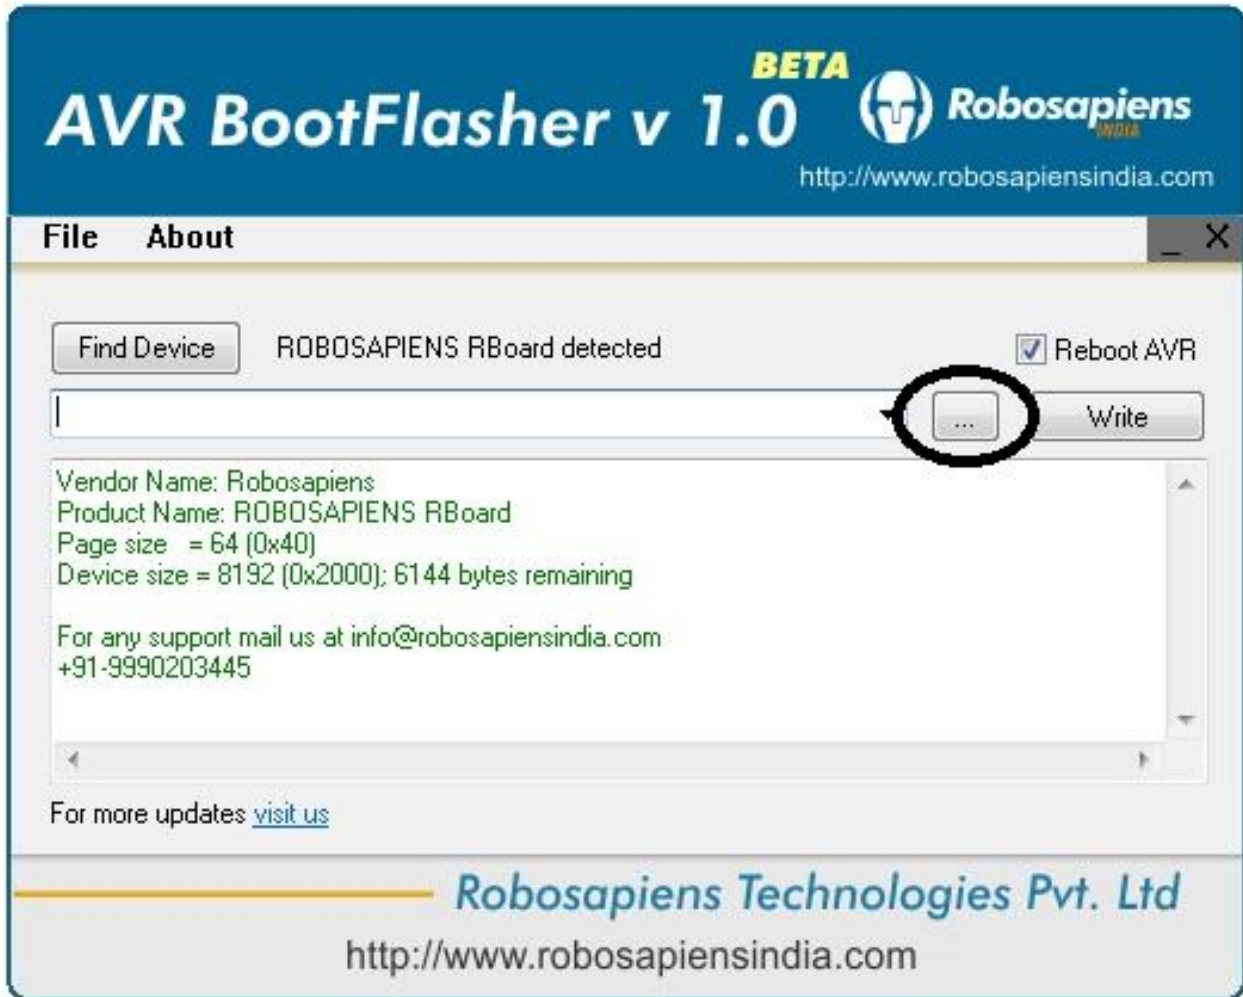 BETA
AVR BootFlasher v 1.0
Robosapiens
INDIA
http://www.robosapiensindia.com
File About _ X
Find Device ROBOSAPIENS RBoard detected Reboot AVR
... Write
Vendor Name: Robosapiens
Product Name: ROBOSAPIENS RBoard
Page size = 64 (0x40)
Device size = 8192 (0x2000); 6144 bytes remaining
For any support mail us at info@robosapiensindia.com
+91-9990203445
For more updates visit us
Robosapiens Technologies Pvt. Ltd
http://www.robosapiensindia.com